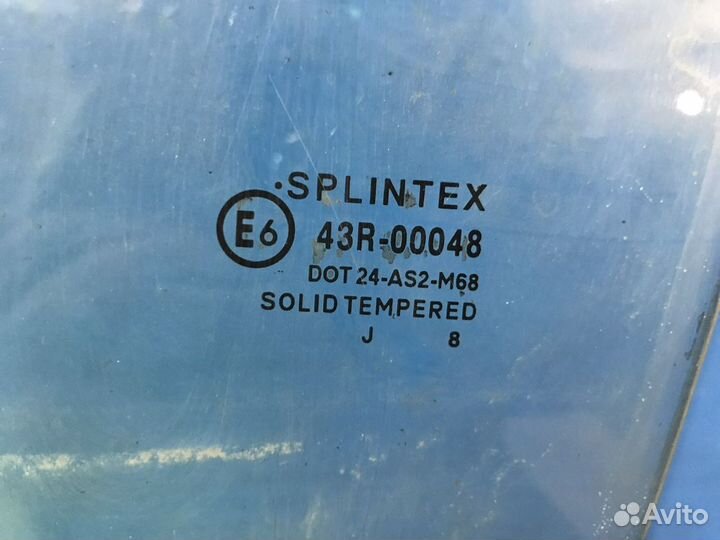 ·SPLINTEX
E6 43R-00048
DOT 24-AS2-M68
SOLID TEMPERED
J 8
Avito